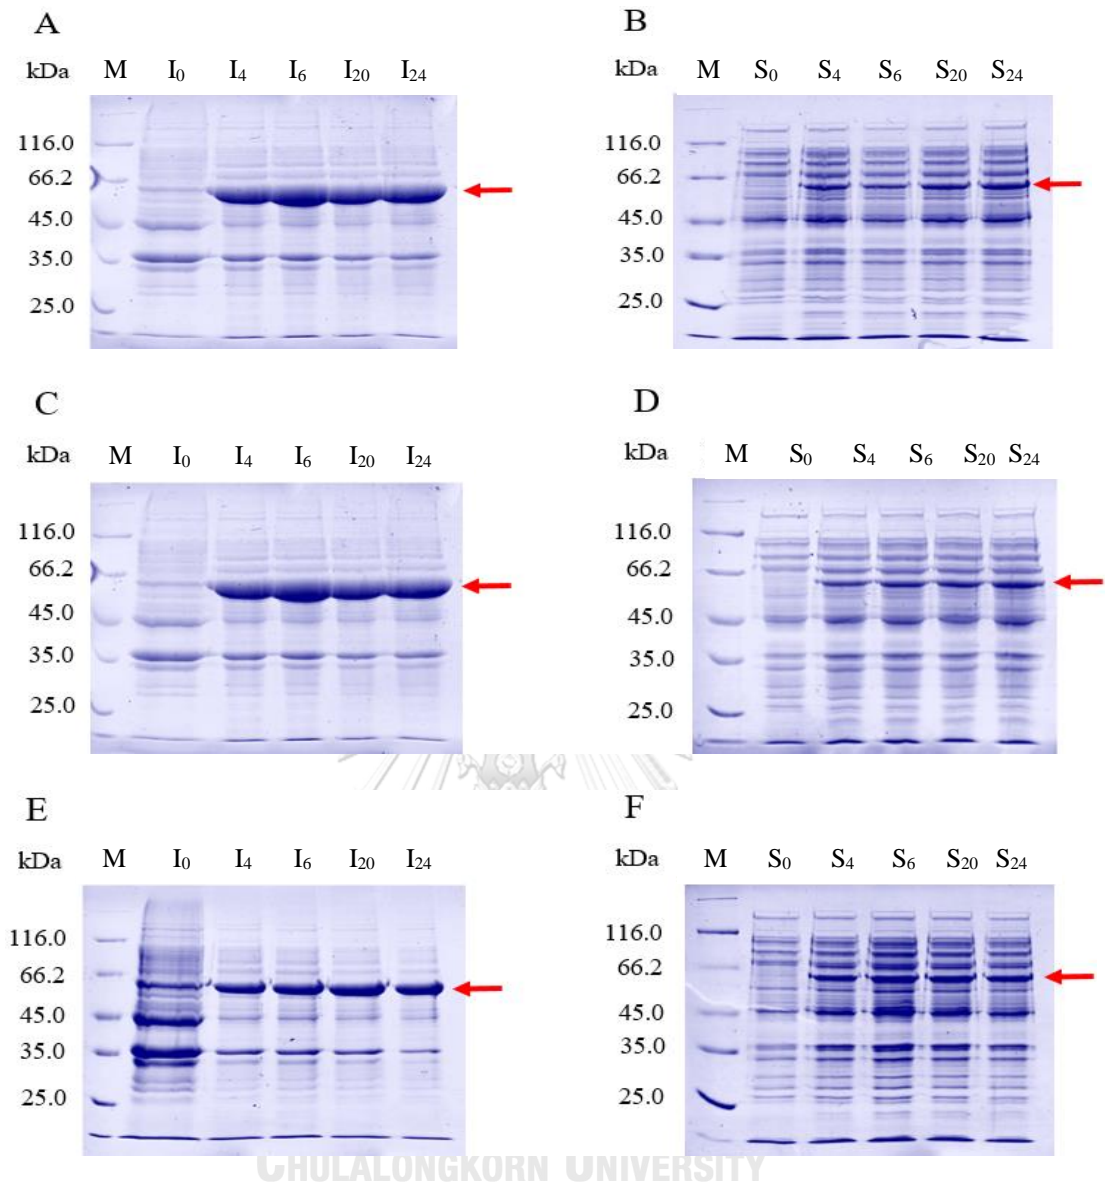 A
kDa M I₀ I₄ I₆ I₂₀ I₂₄
116.0
66.2
45.0
35.0
25.0
B
kDa M S₀ S₄ S₆ S₂₀ S₂₄
116.0
66.2
45.0
35.0
25.0
C
kDa M I₀ I₄ I₆ I₂₀ I₂₄
116.0
66.2
45.0
35.0
25.0
D
kDa M S₀ S₄ S₆ S₂₀ S₂₄
116.0
66.2
45.0
35.0
25.0
E
kDa M I₀ I₄ I₆ I₂₀ I₂₄
116.0
66.2
45.0
35.0
25.0
F
kDa M S₀ S₄ S₆ S₂₀ S₂₄
116.0
66.2
45.0
35.0
25.0
CHULALONGKORN UNIVERSITY